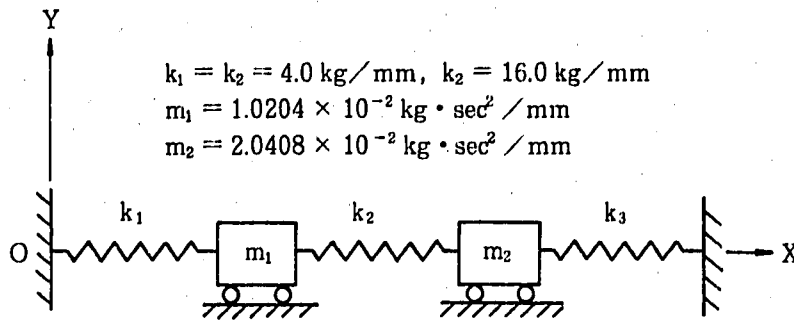 Y
k₁ = k₂ = 4.0 kg/mm, k₂ = 16.0 kg/mm
m₁ = 1.0204 × 10⁻² kg・sec² / mm
m₂ = 2.0408 × 10⁻² kg・sec² / mm
k₁ k₂ k₃
O m₁ m₂ X